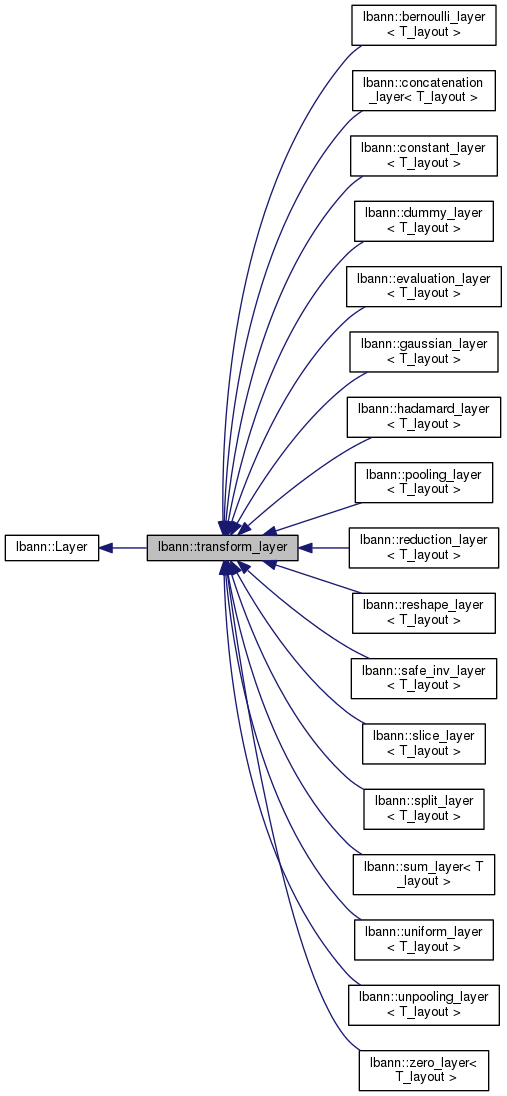 lbann::bernoulli_layer
< T_layout >
lbann::concatenation
_layer< T_layout >
lbann::constant_layer
< T_layout >
lbann::dummy_layer
< T_layout >
lbann::evaluation_layer
< T_layout >
lbann::gaussian_layer
< T_layout >
lbann::hadamard_layer
< T_layout >
lbann::pooling_layer
< T_layout >
lbann::Layer
lbann::transform_layer
lbann::reduction_layer
< T_layout >
lbann::reshape_layer
< T_layout >
lbann::safe_inv_layer
< T_layout >
lbann::slice_layer
< T_layout >
lbann::split_layer
< T_layout >
lbann::sum_layer< T
_layout >
lbann::uniform_layer
< T_layout >
lbann::unpooling_layer
< T_layout >
lbann::zero_layer<
T_layout >